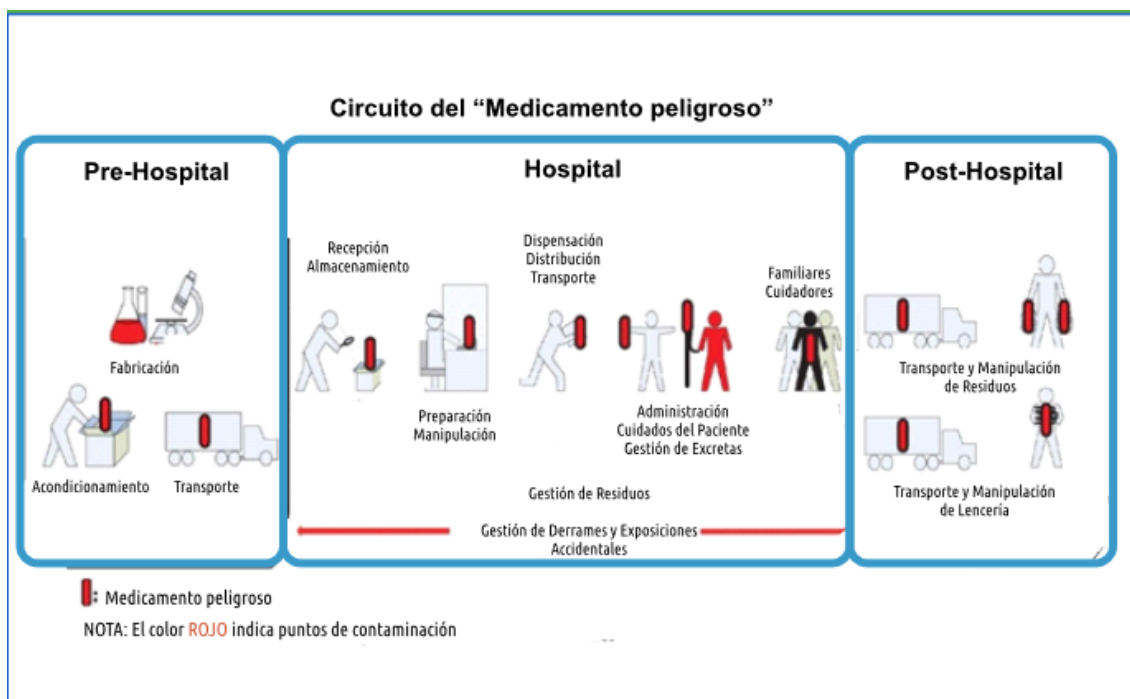 Circuito del “Medicamento peligroso”
Pre-Hospital
Fabricación
Acondicionamiento
Transporte
Hospital
Recepción
Almacenamiento
Preparación
Manipulación
Dispensación
Distribución
Transporte
Administración
Cuidados del Paciente
Gestión de Excretas
Familiares
Cuidadores
Gestión de Residuos
Gestión de Derrames y Exposiciones
Accidentales
Post-Hospital
Transporte y Manipulación
de Residuos
Transporte y Manipulación
de Lencería
: Medicamento peligroso
NOTA: El color ROJO indica puntos de contaminación